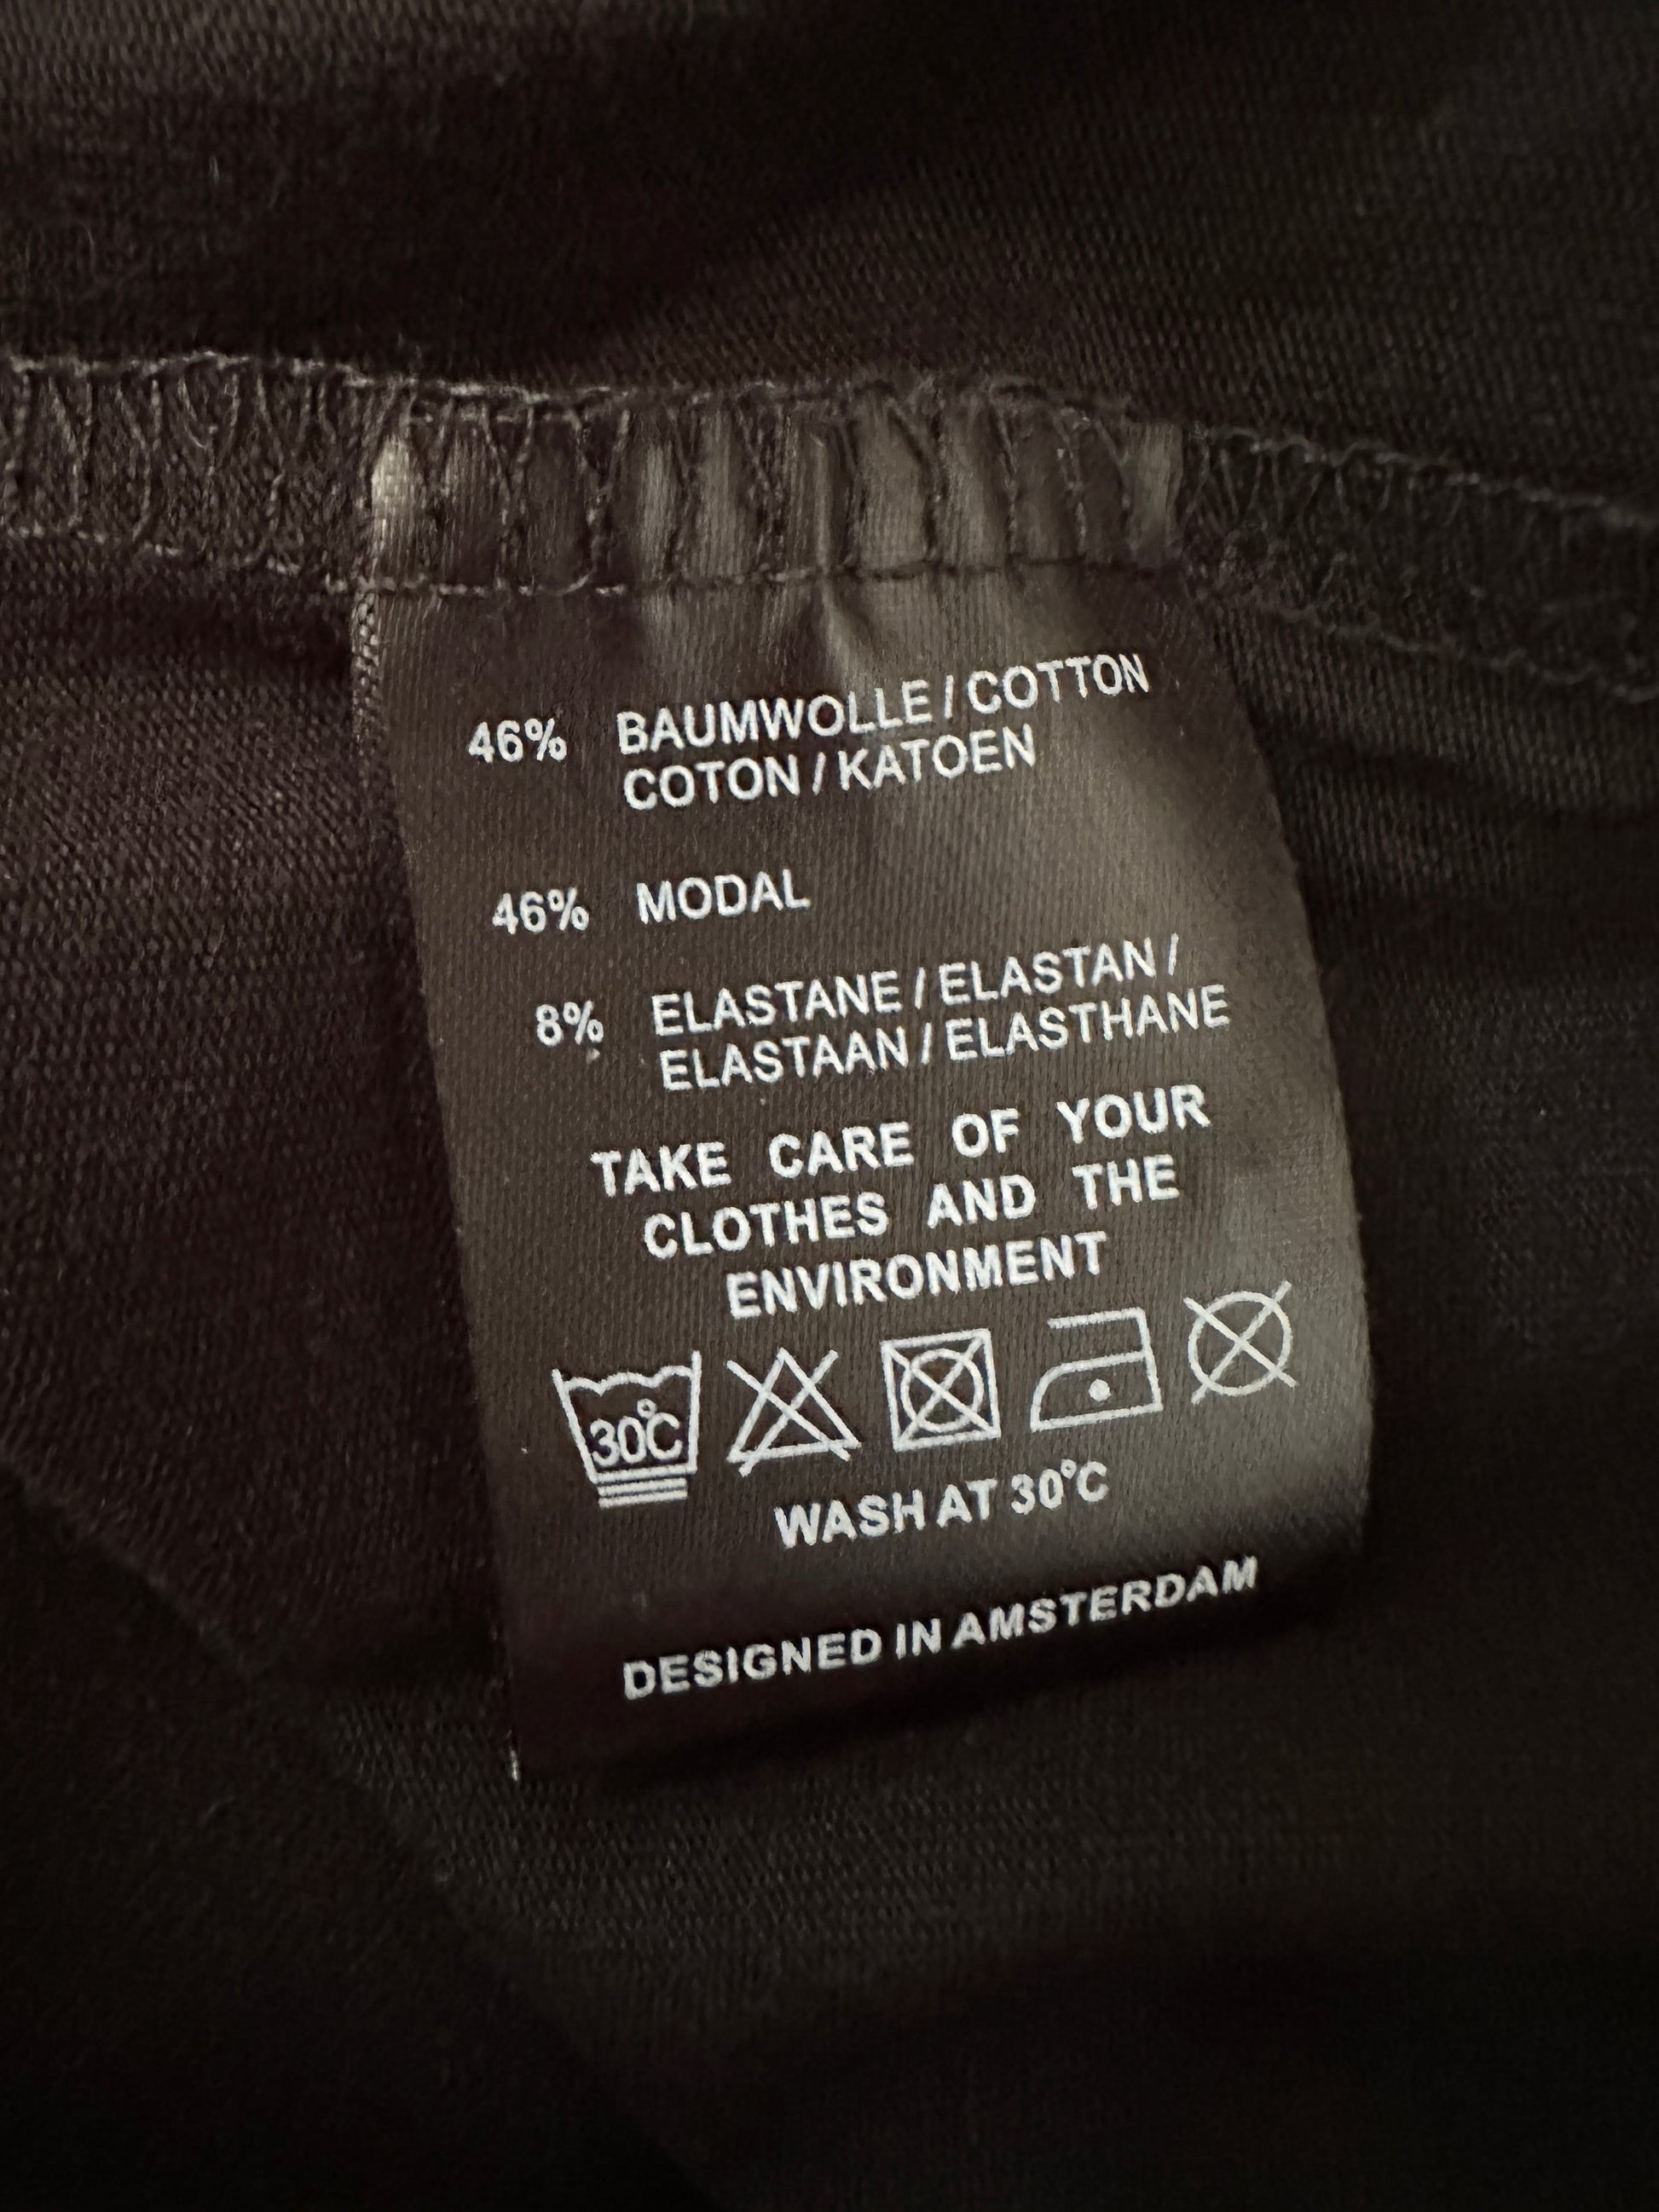 46% BAUMWOLLE / COTTON
COTON / KATOEN
46% MODAL
8% ELASTANE / ELASTAN /
ELASTAAN / ELASTHANE
TAKE CARE OF YOUR
CLOTHES AND THE
ENVIRONMENT
30°C
WASH AT 30°C
DESIGNED IN AMSTERDAM